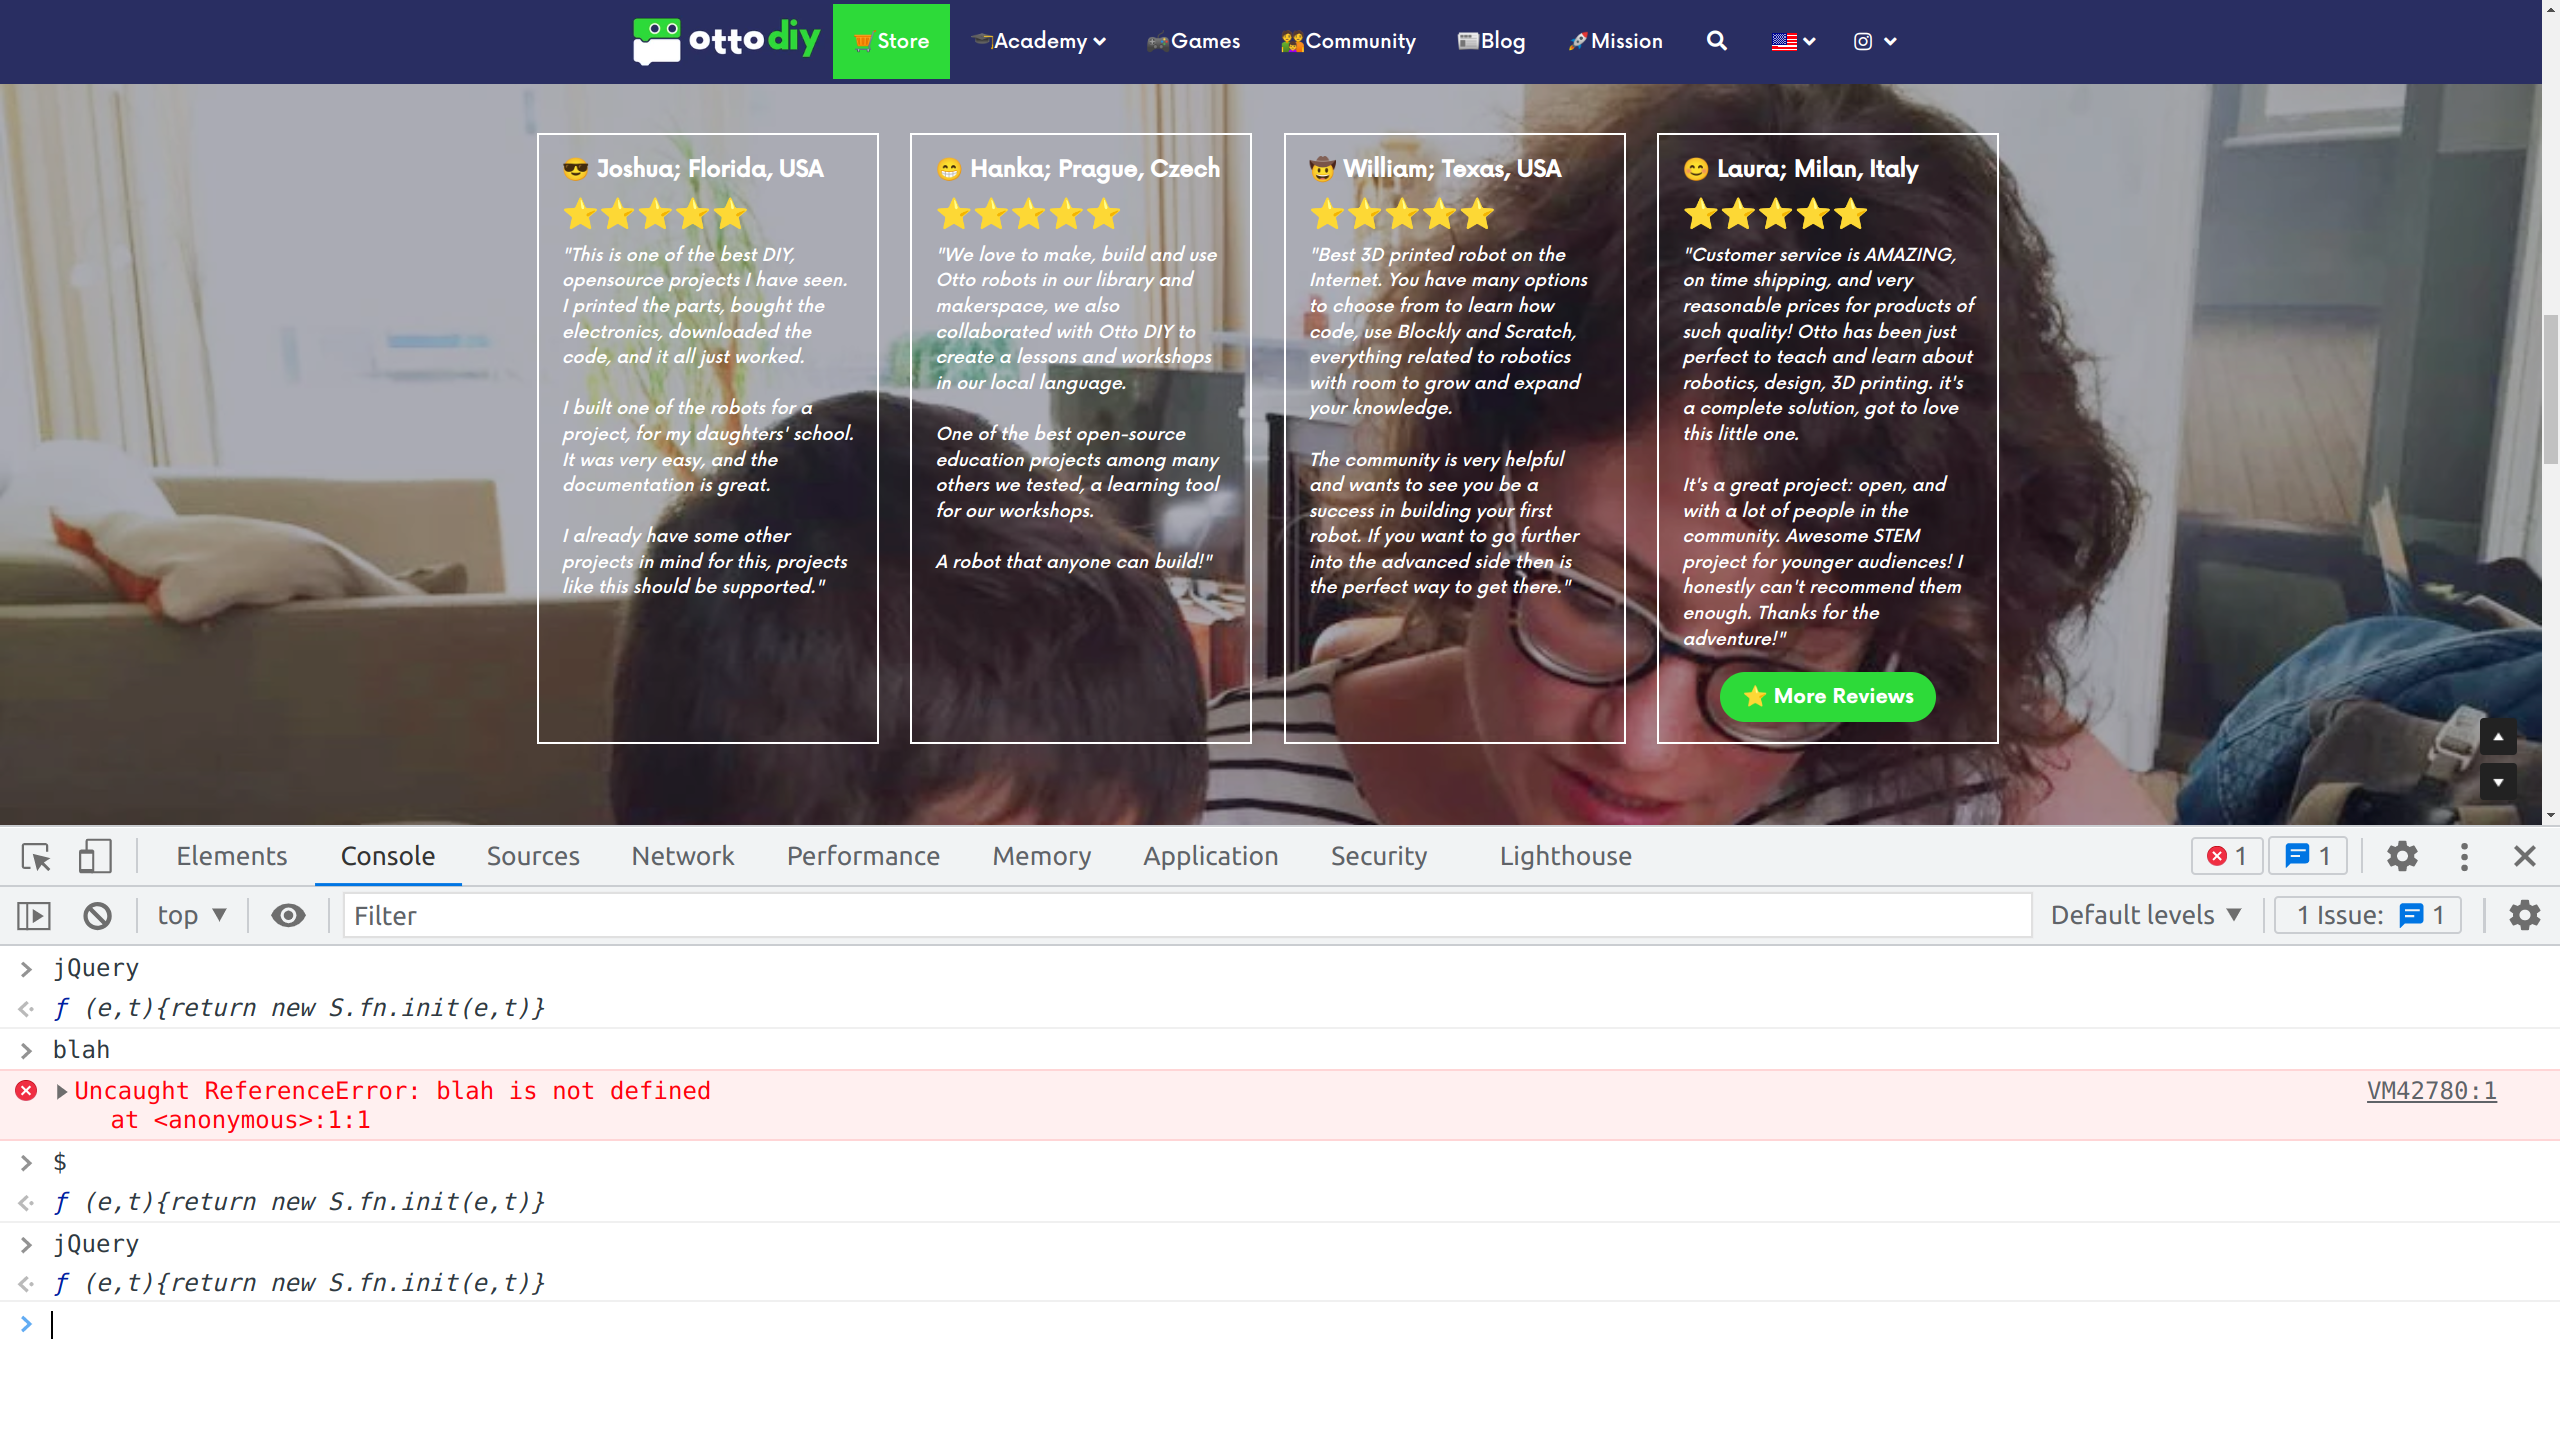 otto diy Store Academy Games Community Blog Mission
Joshua; Florida, USA
"This is one of the best DIY,
opensource projects I have seen.
I printed the parts, bought the
electronics, downloaded the
code, and it all just worked.
I built one of the robots for a
project, for my daughters' school.
It was very easy, and the
documentation is great.
I already have some other
projects in mind for this, projects
like this should be supported."
Hanka; Prague, Czech
"We love to make, build and use
Otto robots in our library and
makerspace, we also
collaborated with Otto DIY to
create a lessons and workshops
in our local language.
One of the best open-source
education projects among many
others we tested, a learning tool
for our workshops.
A robot that anyone can build!"
William; Texas, USA
"Best 3D printed robot on the
Internet. You have many options
to choose from to learn how
code, use Blockly and Scratch,
everything related to robotics
with room to grow and expand
your knowledge.
The community is very helpful
and wants to see you be a
success in building your first
robot. If you want to go further
into the advanced side then is
the perfect way to get there."
Laura; Milan, Italy
"Customer service is AMAZING,
on time shipping, and very
reasonable prices for products of
such quality! Otto has been just
perfect to teach and learn about
robotics, design, 3D printing. it's
a complete solution, got to love
this little one.
It's a great project: open, and
with a lot of people in the
community. Awesome STEM
project for younger audiences! I
honestly can't recommend them
enough. Thanks for the
adventure!"
More Reviews
Elements Console Sources Network Performance Memory Application Security Lighthouse 1 1
top Filter Default levels 1 Issue: 1
jQuery
ƒ (e,t){return new S.fn.init(e,t)}
blah
Uncaught ReferenceError: blah is not defined VM42780:1
at <anonymous>:1:1
$
ƒ (e,t){return new S.fn.init(e,t)}
jQuery
ƒ (e,t){return new S.fn.init(e,t)}